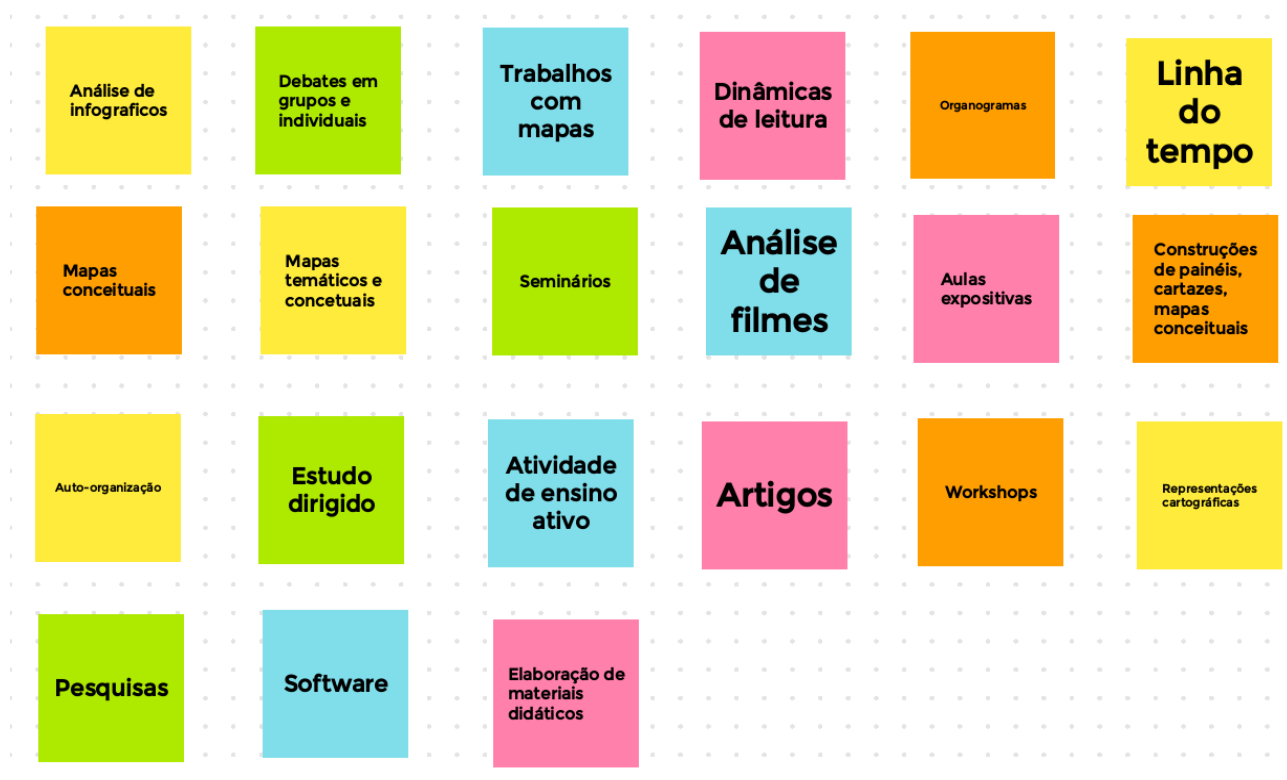 Análise de
infograficos
Debates em
grupos e
individuais
Trabalhos
com
mapas
Dinâmicas
de leitura
Organogramas
Linha
do
tempo
Mapas
conceituais
Mapas
temáticos e
concetuais
Seminários
Análise
de
filmes
Aulas
expositivas
Construções
de painéis,
cartazes,
mapas
conceituais
Auto-organização
Estudo
dirigido
Atividade
de ensino
ativo
Artigos
Workshops
Representações
cartográficas
Pesquisas
Software
Elaboração de
materiais
didáticos